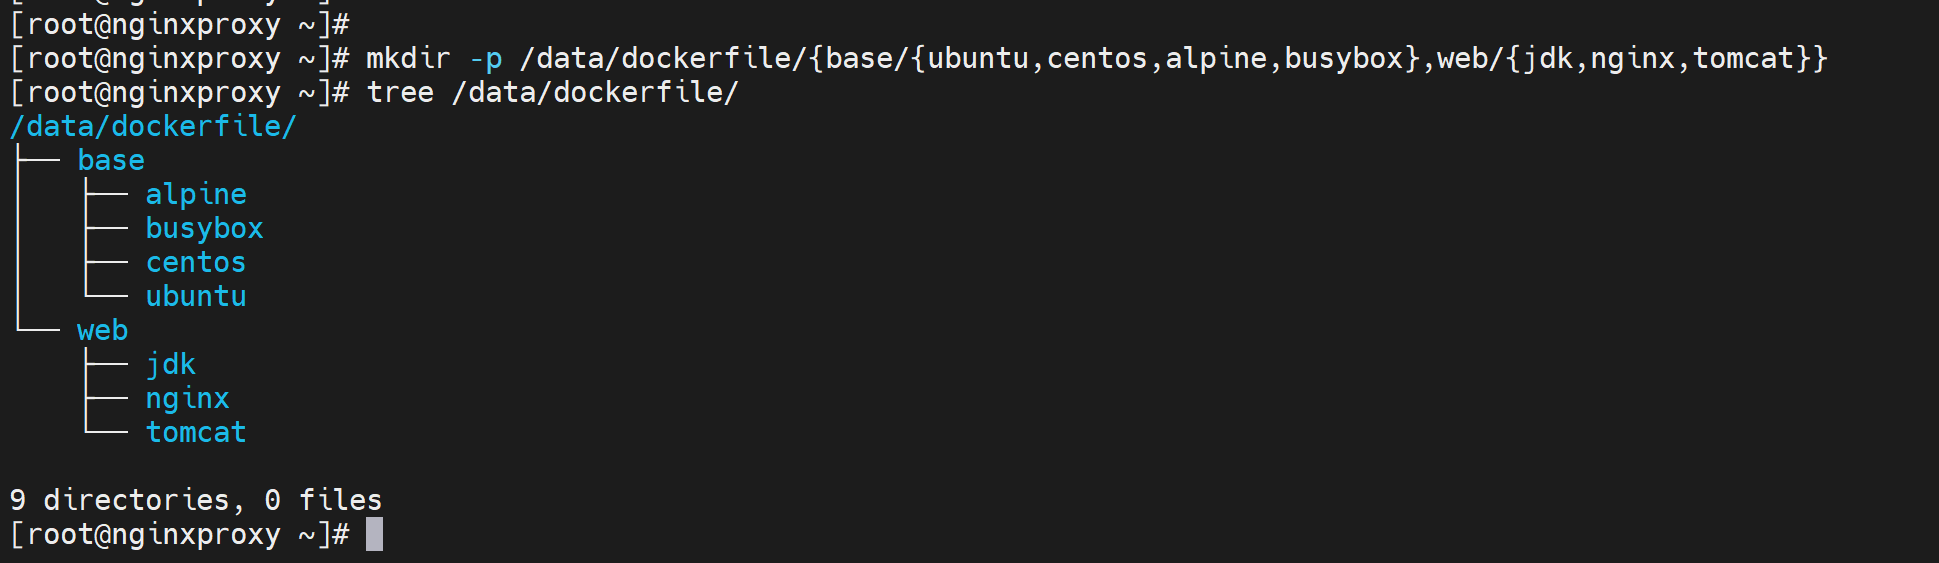 [root@nginxproxy ~]#
[root@nginxproxy ~]# mkdir -p /data/dockerfile/{base/{ubuntu,centos,alpine,busybox},web/{jdk,nginx,tomcat}}
[root@nginxproxy ~]# tree /data/dockerfile/
/data/dockerfile/
├── base
│   ├── alpine
│   ├── busybox
│   ├── centos
│   └── ubuntu
└── web
    ├── jdk
    ├── nginx
    └── tomcat
9 directories, 0 files
[root@nginxproxy ~]#